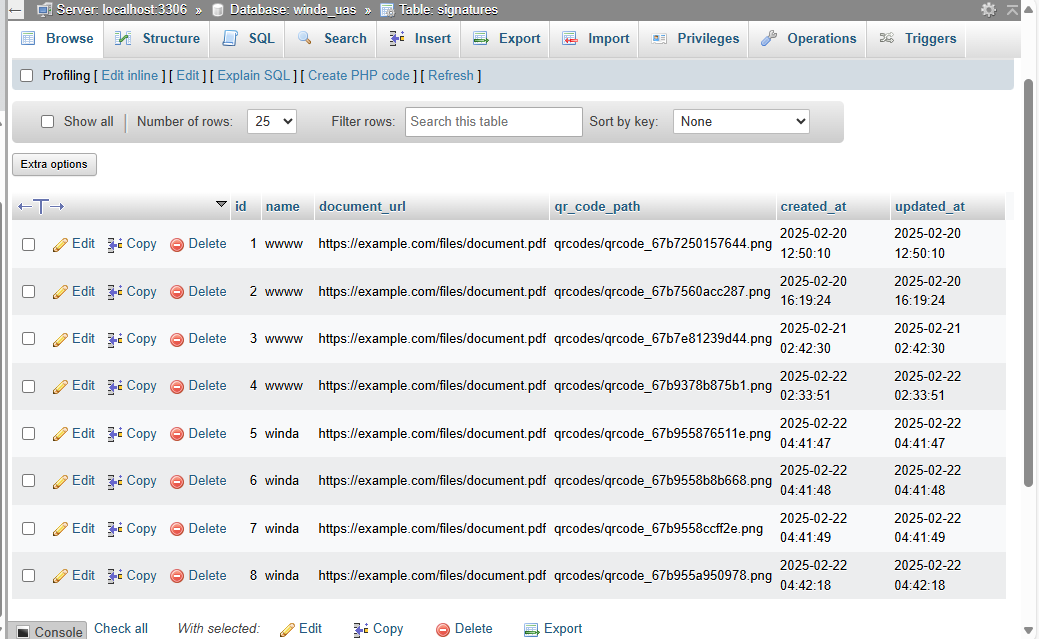 Server: localhost:3306 » Database: winda_uas » Table: signatures
Browse Structure SQL Search Insert Export Import Privileges Operations Triggers
Profiling [ Edit inline ] [ Edit ] [ Explain SQL ] [ Create PHP code ] [ Refresh ]
Show all Number of rows: 25 Filter rows: Search this table Sort by key: None
Extra options
←T→ id name document_url qr_code_path created_at updated_at
Edit Copy Delete 1 wwww https://example.com/files/document.pdf qrcodes/qrcode_67b7250157644.png 2025-02-20 12:50:10 2025-02-20 12:50:10
Edit Copy Delete 2 wwww https://example.com/files/document.pdf qrcodes/qrcode_67b7560acc287.png 2025-02-20 16:19:24 2025-02-20 16:19:24
Edit Copy Delete 3 wwww https://example.com/files/document.pdf qrcodes/qrcode_67b7e81239d44.png 2025-02-21 02:42:30 2025-02-21 02:42:30
Edit Copy Delete 4 wwww https://example.com/files/document.pdf qrcodes/qrcode_67b9378b875b1.png 2025-02-22 02:33:51 2025-02-22 02:33:51
Edit Copy Delete 5 winda https://example.com/files/document.pdf qrcodes/qrcode_67b955876511e.png 2025-02-22 04:41:47 2025-02-22 04:41:47
Edit Copy Delete 6 winda https://example.com/files/document.pdf qrcodes/qrcode_67b9558b8b668.png 2025-02-22 04:41:48 2025-02-22 04:41:48
Edit Copy Delete 7 winda https://example.com/files/document.pdf qrcodes/qrcode_67b9558ccff2e.png 2025-02-22 04:41:49 2025-02-22 04:41:49
Edit Copy Delete 8 winda https://example.com/files/document.pdf qrcodes/qrcode_67b955a950978.png 2025-02-22 04:42:18 2025-02-22 04:42:18
Console Check all With selected: Edit Copy Delete Export